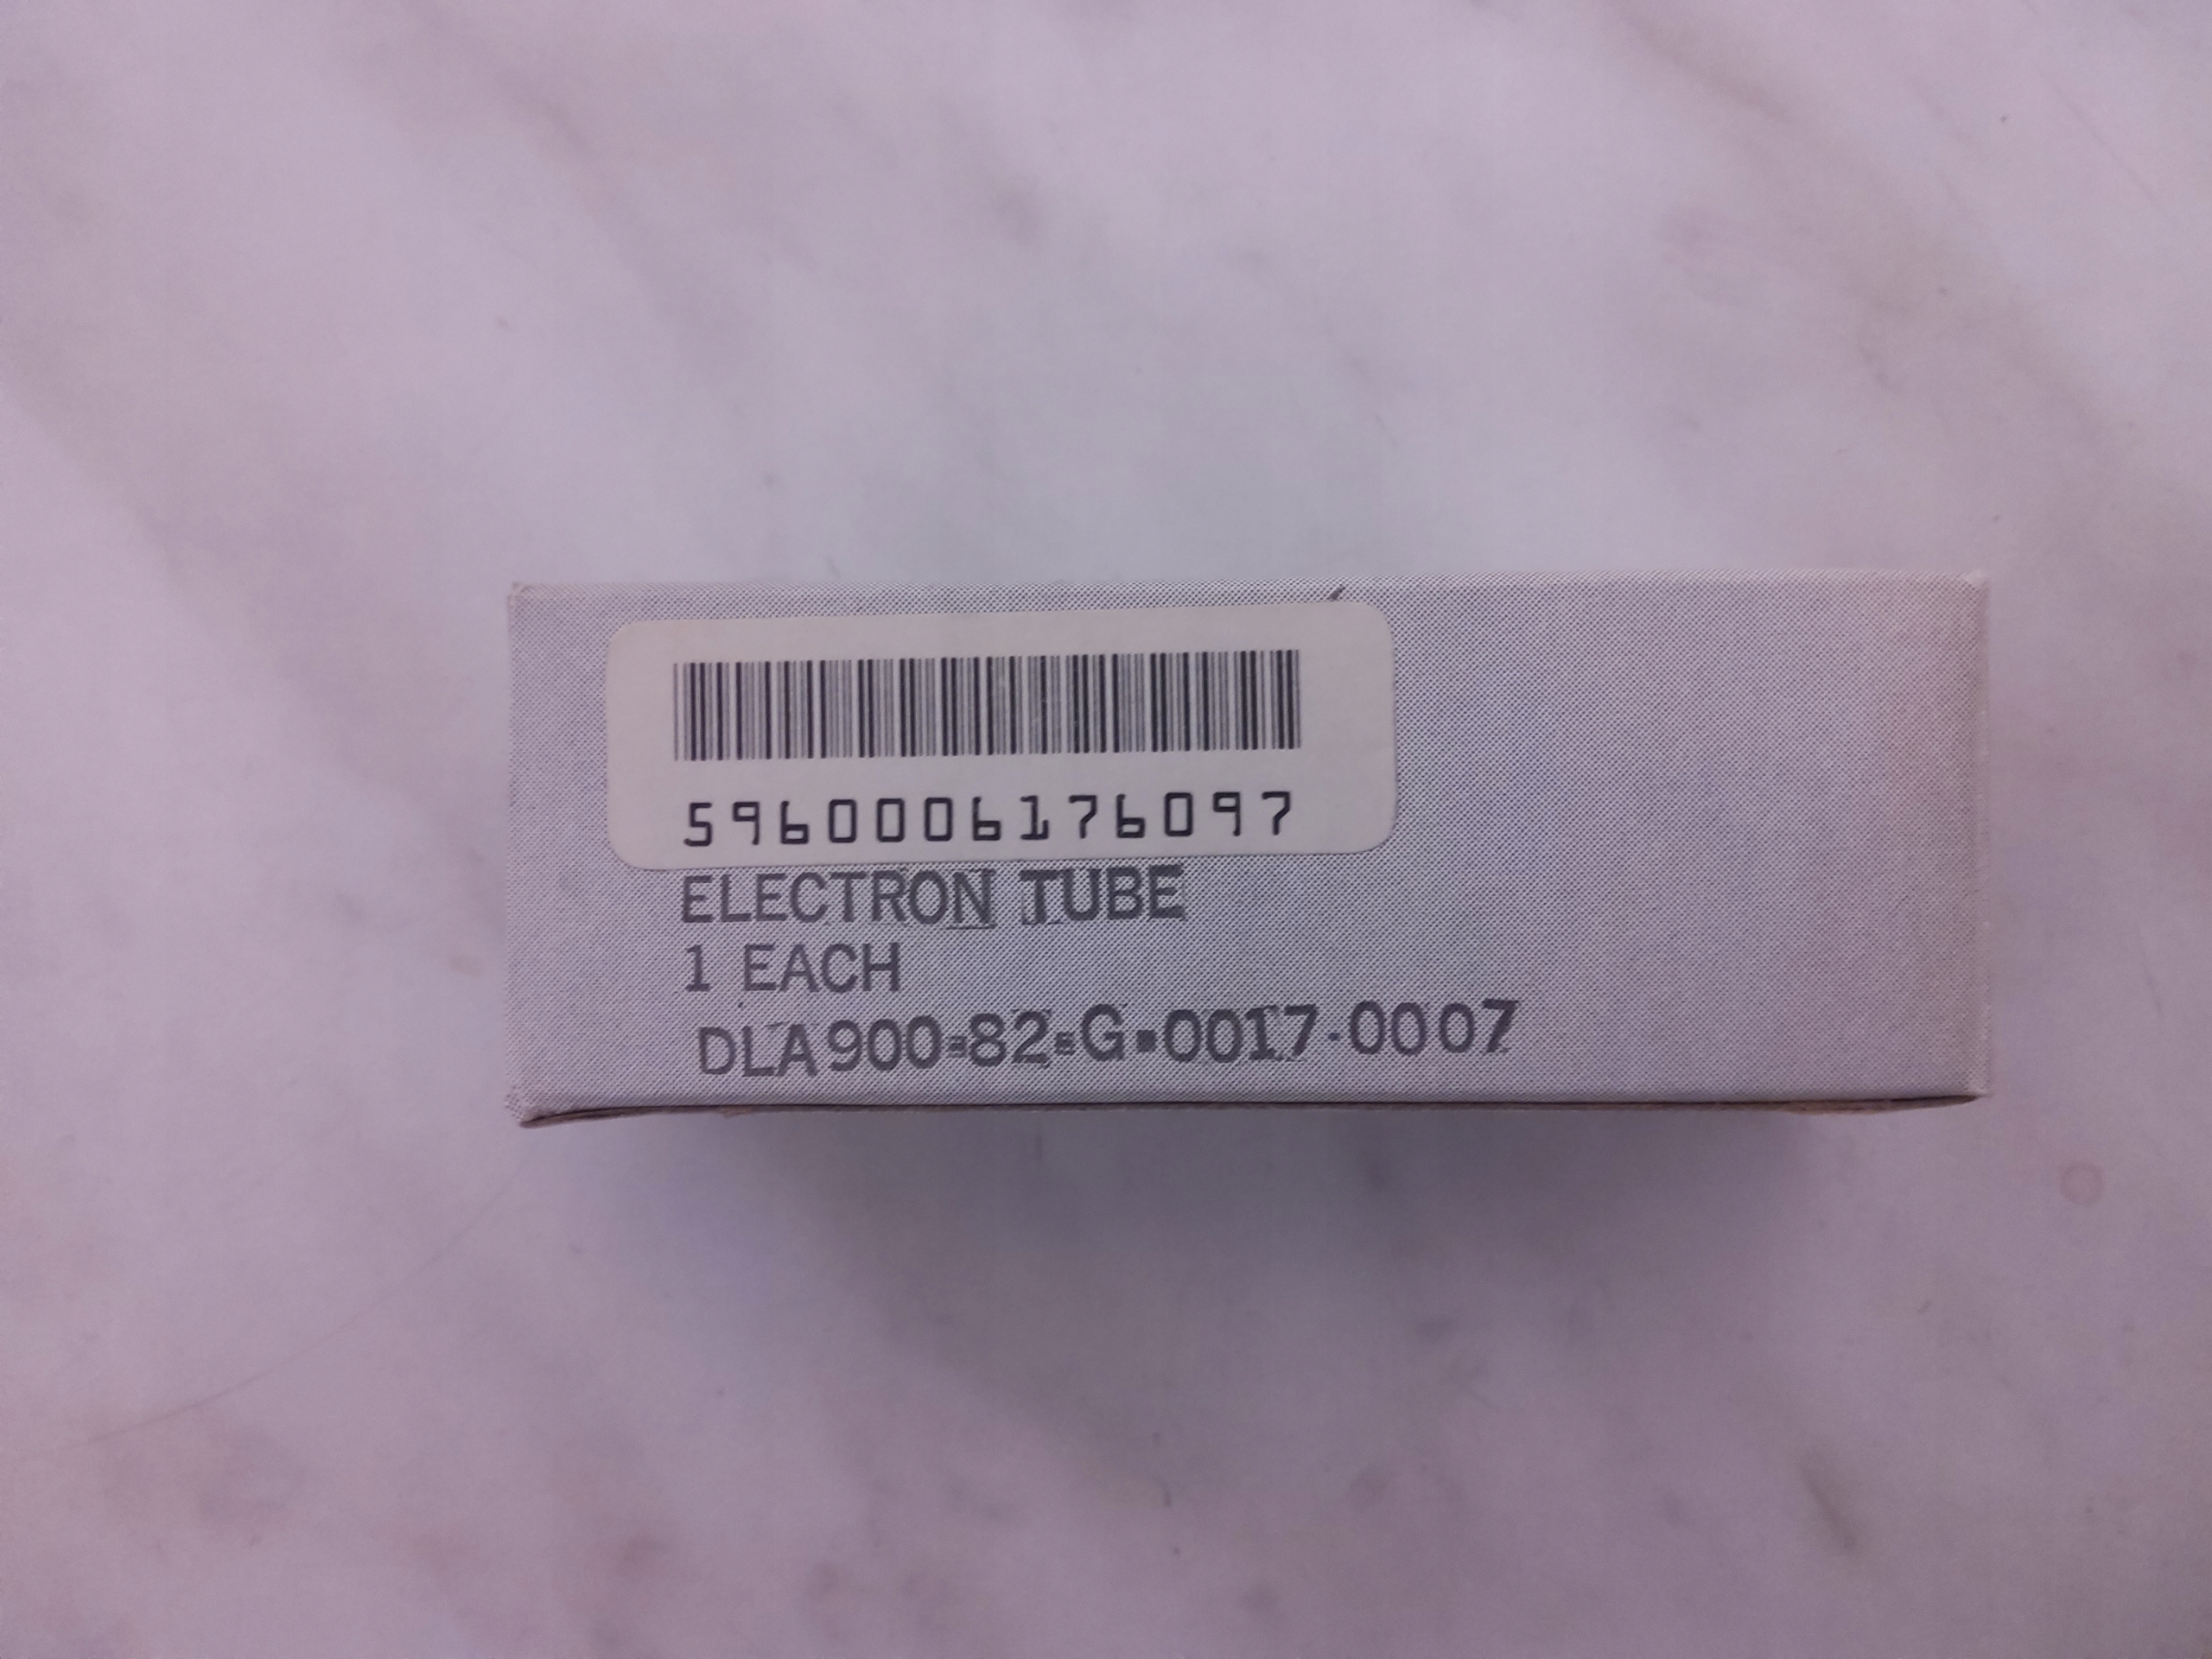 5960006176097
ELECTRON TUBE
1 EACH
DLA900-82-G-0017-0007